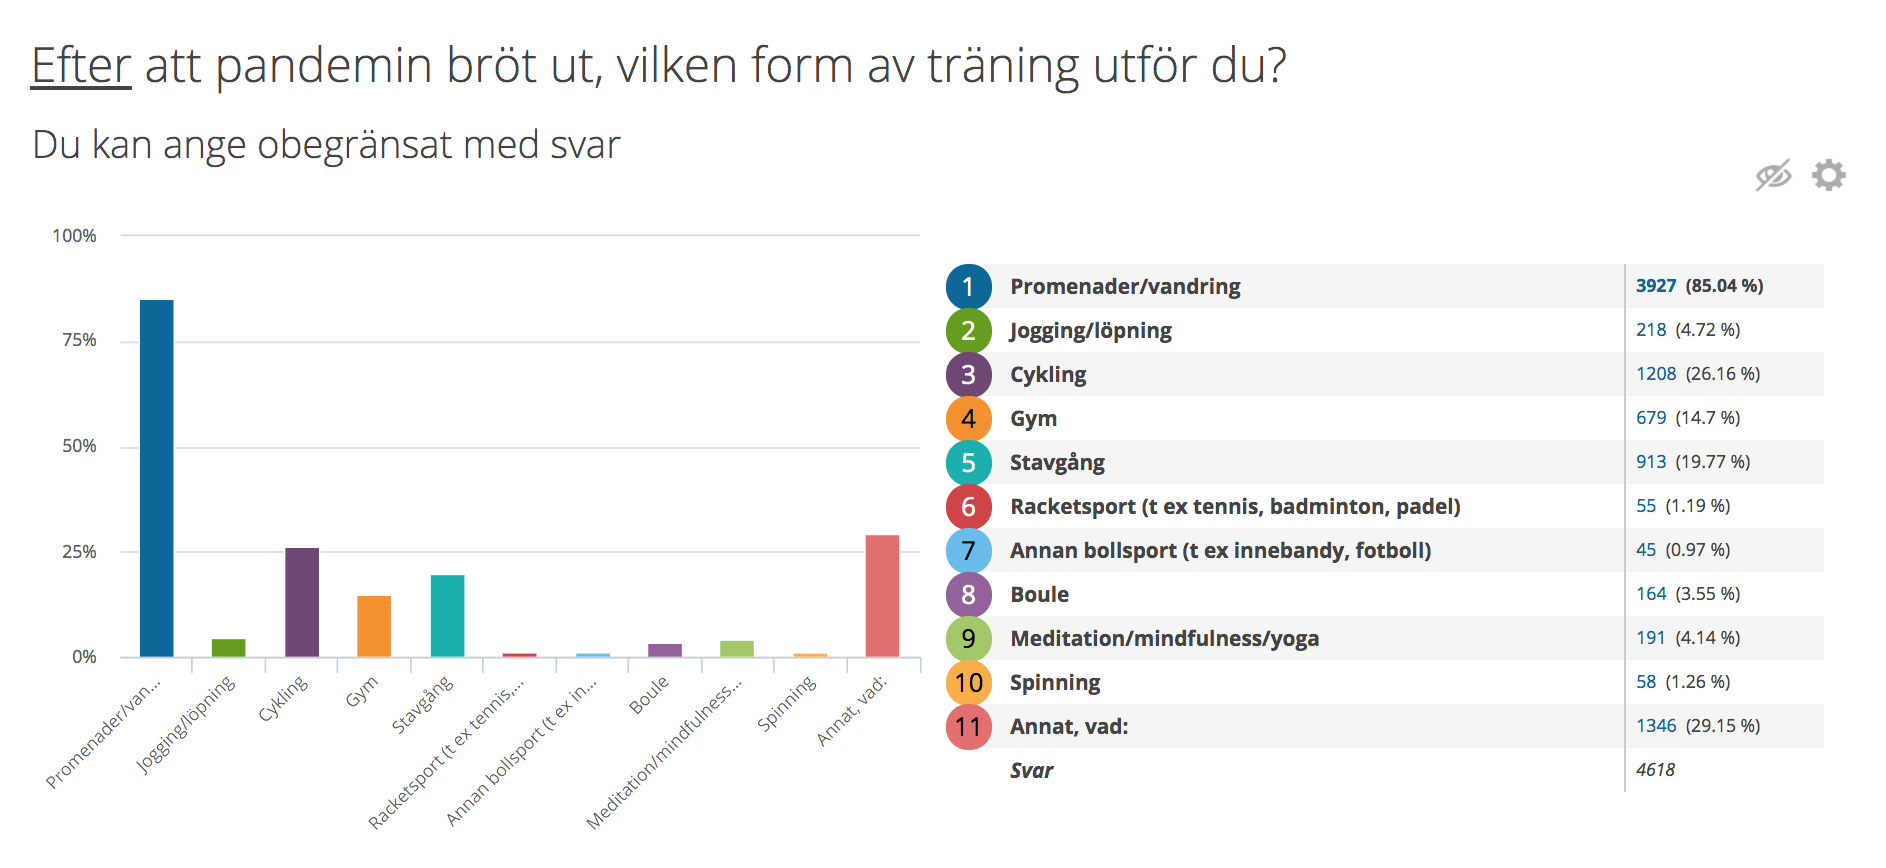 Efter att pandemin bröt ut, vilken form av träning utför du?
Du kan ange obegränsat med svar
100%
75%
50%
25%
0%
Promenader/van...
Jogging/löpning
Cykling
Gym
Stavgång
Racketsport (t ex tennis,...
Annan bollsport (t ex in...
Boule
Meditation/mindfulness...
Spinning
Annat, vad:
1 Promenader/vandring 3927 (85.04 %)
2 Jogging/löpning 218 (4.72 %)
3 Cykling 1208 (26.16 %)
4 Gym 679 (14.7 %)
5 Stavgång 913 (19.77 %)
6 Racketsport (t ex tennis, badminton, padel) 55 (1.19 %)
7 Annan bollsport (t ex innebandy, fotboll) 45 (0.97 %)
8 Boule 164 (3.55 %)
9 Meditation/mindfulness/yoga 191 (4.14 %)
10 Spinning 58 (1.26 %)
11 Annat, vad: 1346 (29.15 %)
Svar 4618